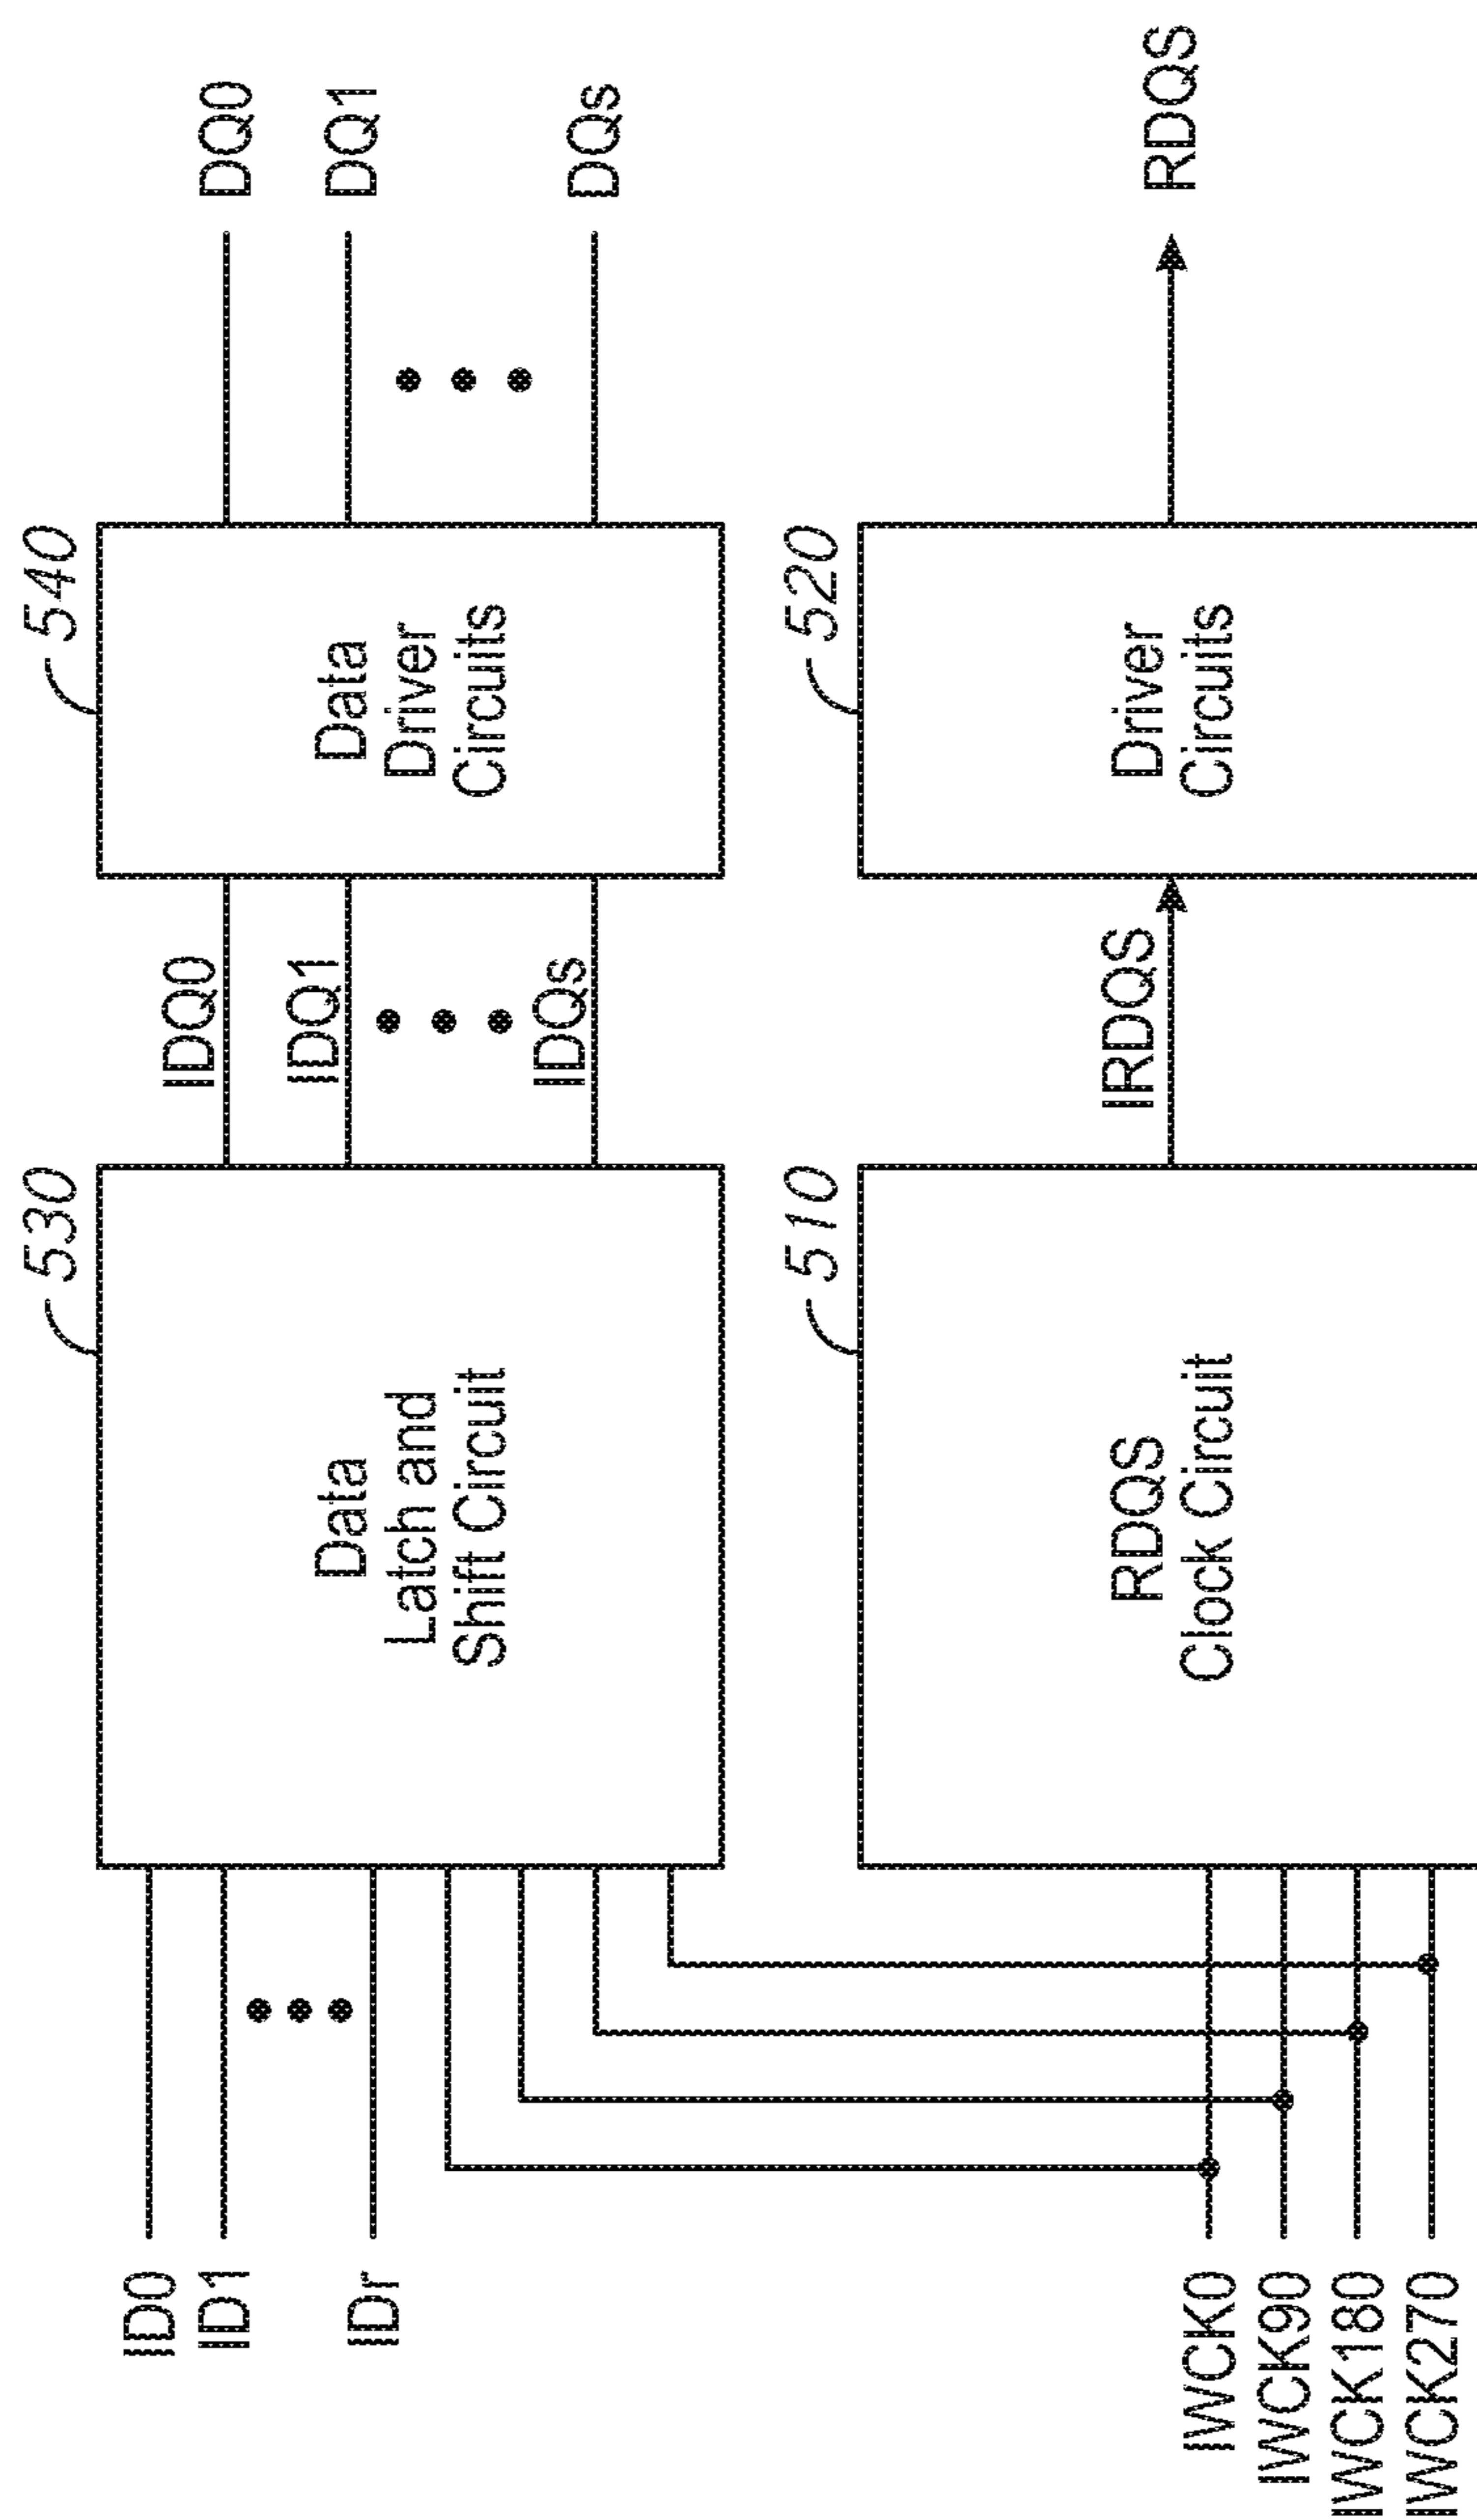 530
540
ID0
ID1
IDr
Data
Latch and
Shift Circuit
IDQ0
IDQ1
IDQs
Data
Driver
Circuits
DQ0
DQ1
DQs
510
520
IWCK0
IWCK90
IWCK180
IWCK270
RDQS
Clock Circuit
IRDQS
Driver
Circuits
RDQS